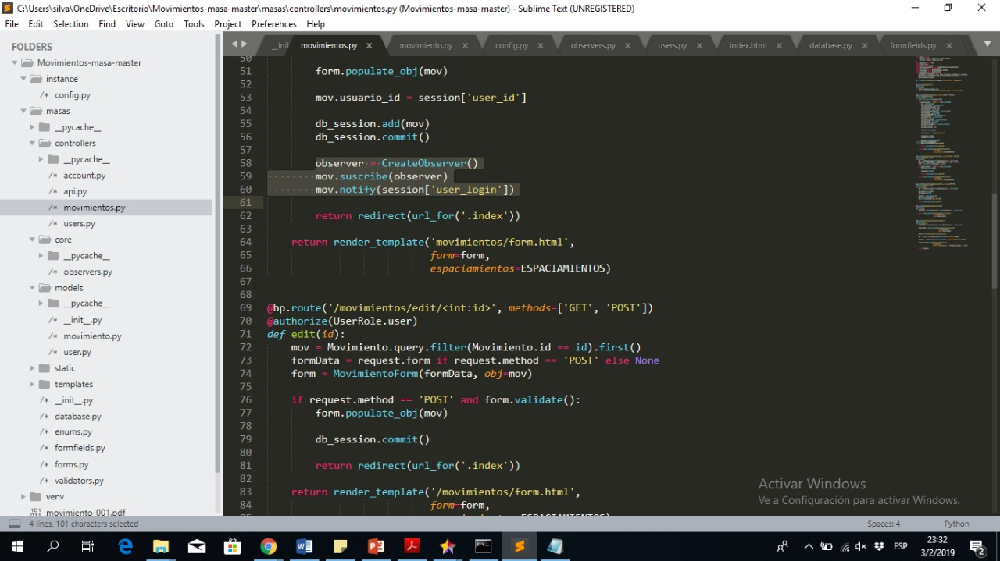 C:\Users\silva\OneDrive\Escritorio\Movimientos-masa-master\masas\controllers\movimientos.py (Movimientos-masa-master) - Sublime Text (UNREGISTERED)
File Edit Selection Find View Goto Tools Project Preferences Help
FOLDERS
Movimientos-masa-master
instance
/* config.py
masas
__pycache__
controllers
__pycache__
/* account.py
/* api.py
/* movimientos.py
/* users.py
core
__pycache__
/* observers.py
models
__pycache__
/* __init__.py
/* movimiento.py
/* user.py
static
templates
/* __init__.py
/* database.py
/* enums.py
/* formfields.py
/* forms.py
/* validators.py
venv
movimiento-001.pdf
__init movimientos.py × movimiento.py × config.py × observers.py × users.py × index.html × database.py × formfields.py ×
50
51 form.populate_obj(mov)
52
53 mov.usuario_id = session['user_id']
54
55 db_session.add(mov)
56 db_session.commit()
57
58 observer = CreateObserver()
59 mov.suscribe(observer)
60 mov.notify(session['user_login'])
61
62 return redirect(url_for('.index'))
63
64 return render_template('movimientos/form.html',
65 form=form,
66 espaciamientos=ESPACIAMIENTOS)
67
68
69 @bp.route('/movimientos/edit/<int:id>', methods=['GET', 'POST'])
70 @authorize(UserRole.user)
71 def edit(id):
72 mov = Movimiento.query.filter(Movimiento.id == id).first()
73 formData = request.form if request.method == 'POST' else None
74 form = MovimientoForm(formData, obj=mov)
75
76 if request.method == 'POST' and form.validate():
77 form.populate_obj(mov)
78
79 db_session.commit()
80
81 return redirect(url_for('.index'))
82
83 return render_template('/movimientos/form.html',
84 form=form,
Activar Windows
Ve a Configuración para activar Windows.
4 lines, 101 characters selected Spaces: 4 Python
ESP 23:32
3/2/2019 2